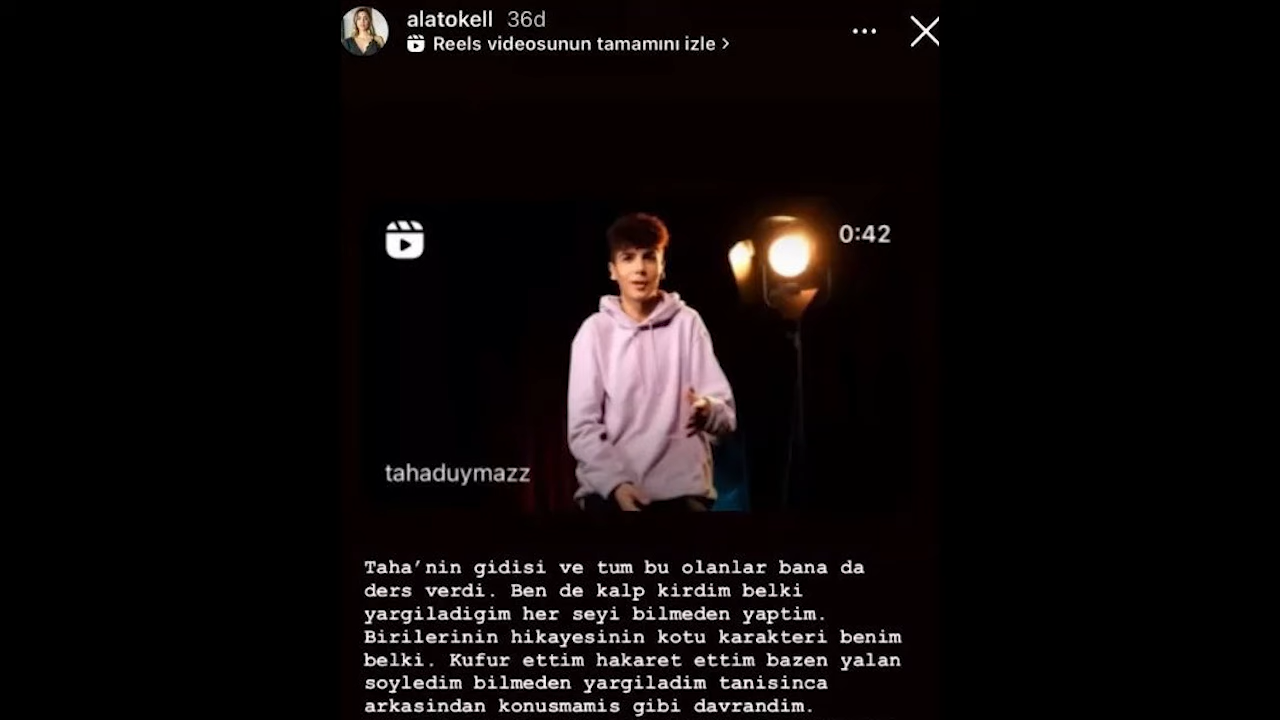 alatokell 36d
Reels videosunun tamamını izle >
0:42
tahaduymazz
Taha'nin gidisi ve tum bu olanlar bana da
ders verdi. Ben de kalp kirdim belki
yargiladigim her seyi bilmeden yaptim.
Birilerinin hikayesinin kotu karakteri benim
belki. Kufur ettim hakaret ettim bazen yalan
soyledim bilmeden yargiladim tanisinca
arkasindan konusmamis gibi davrandim.